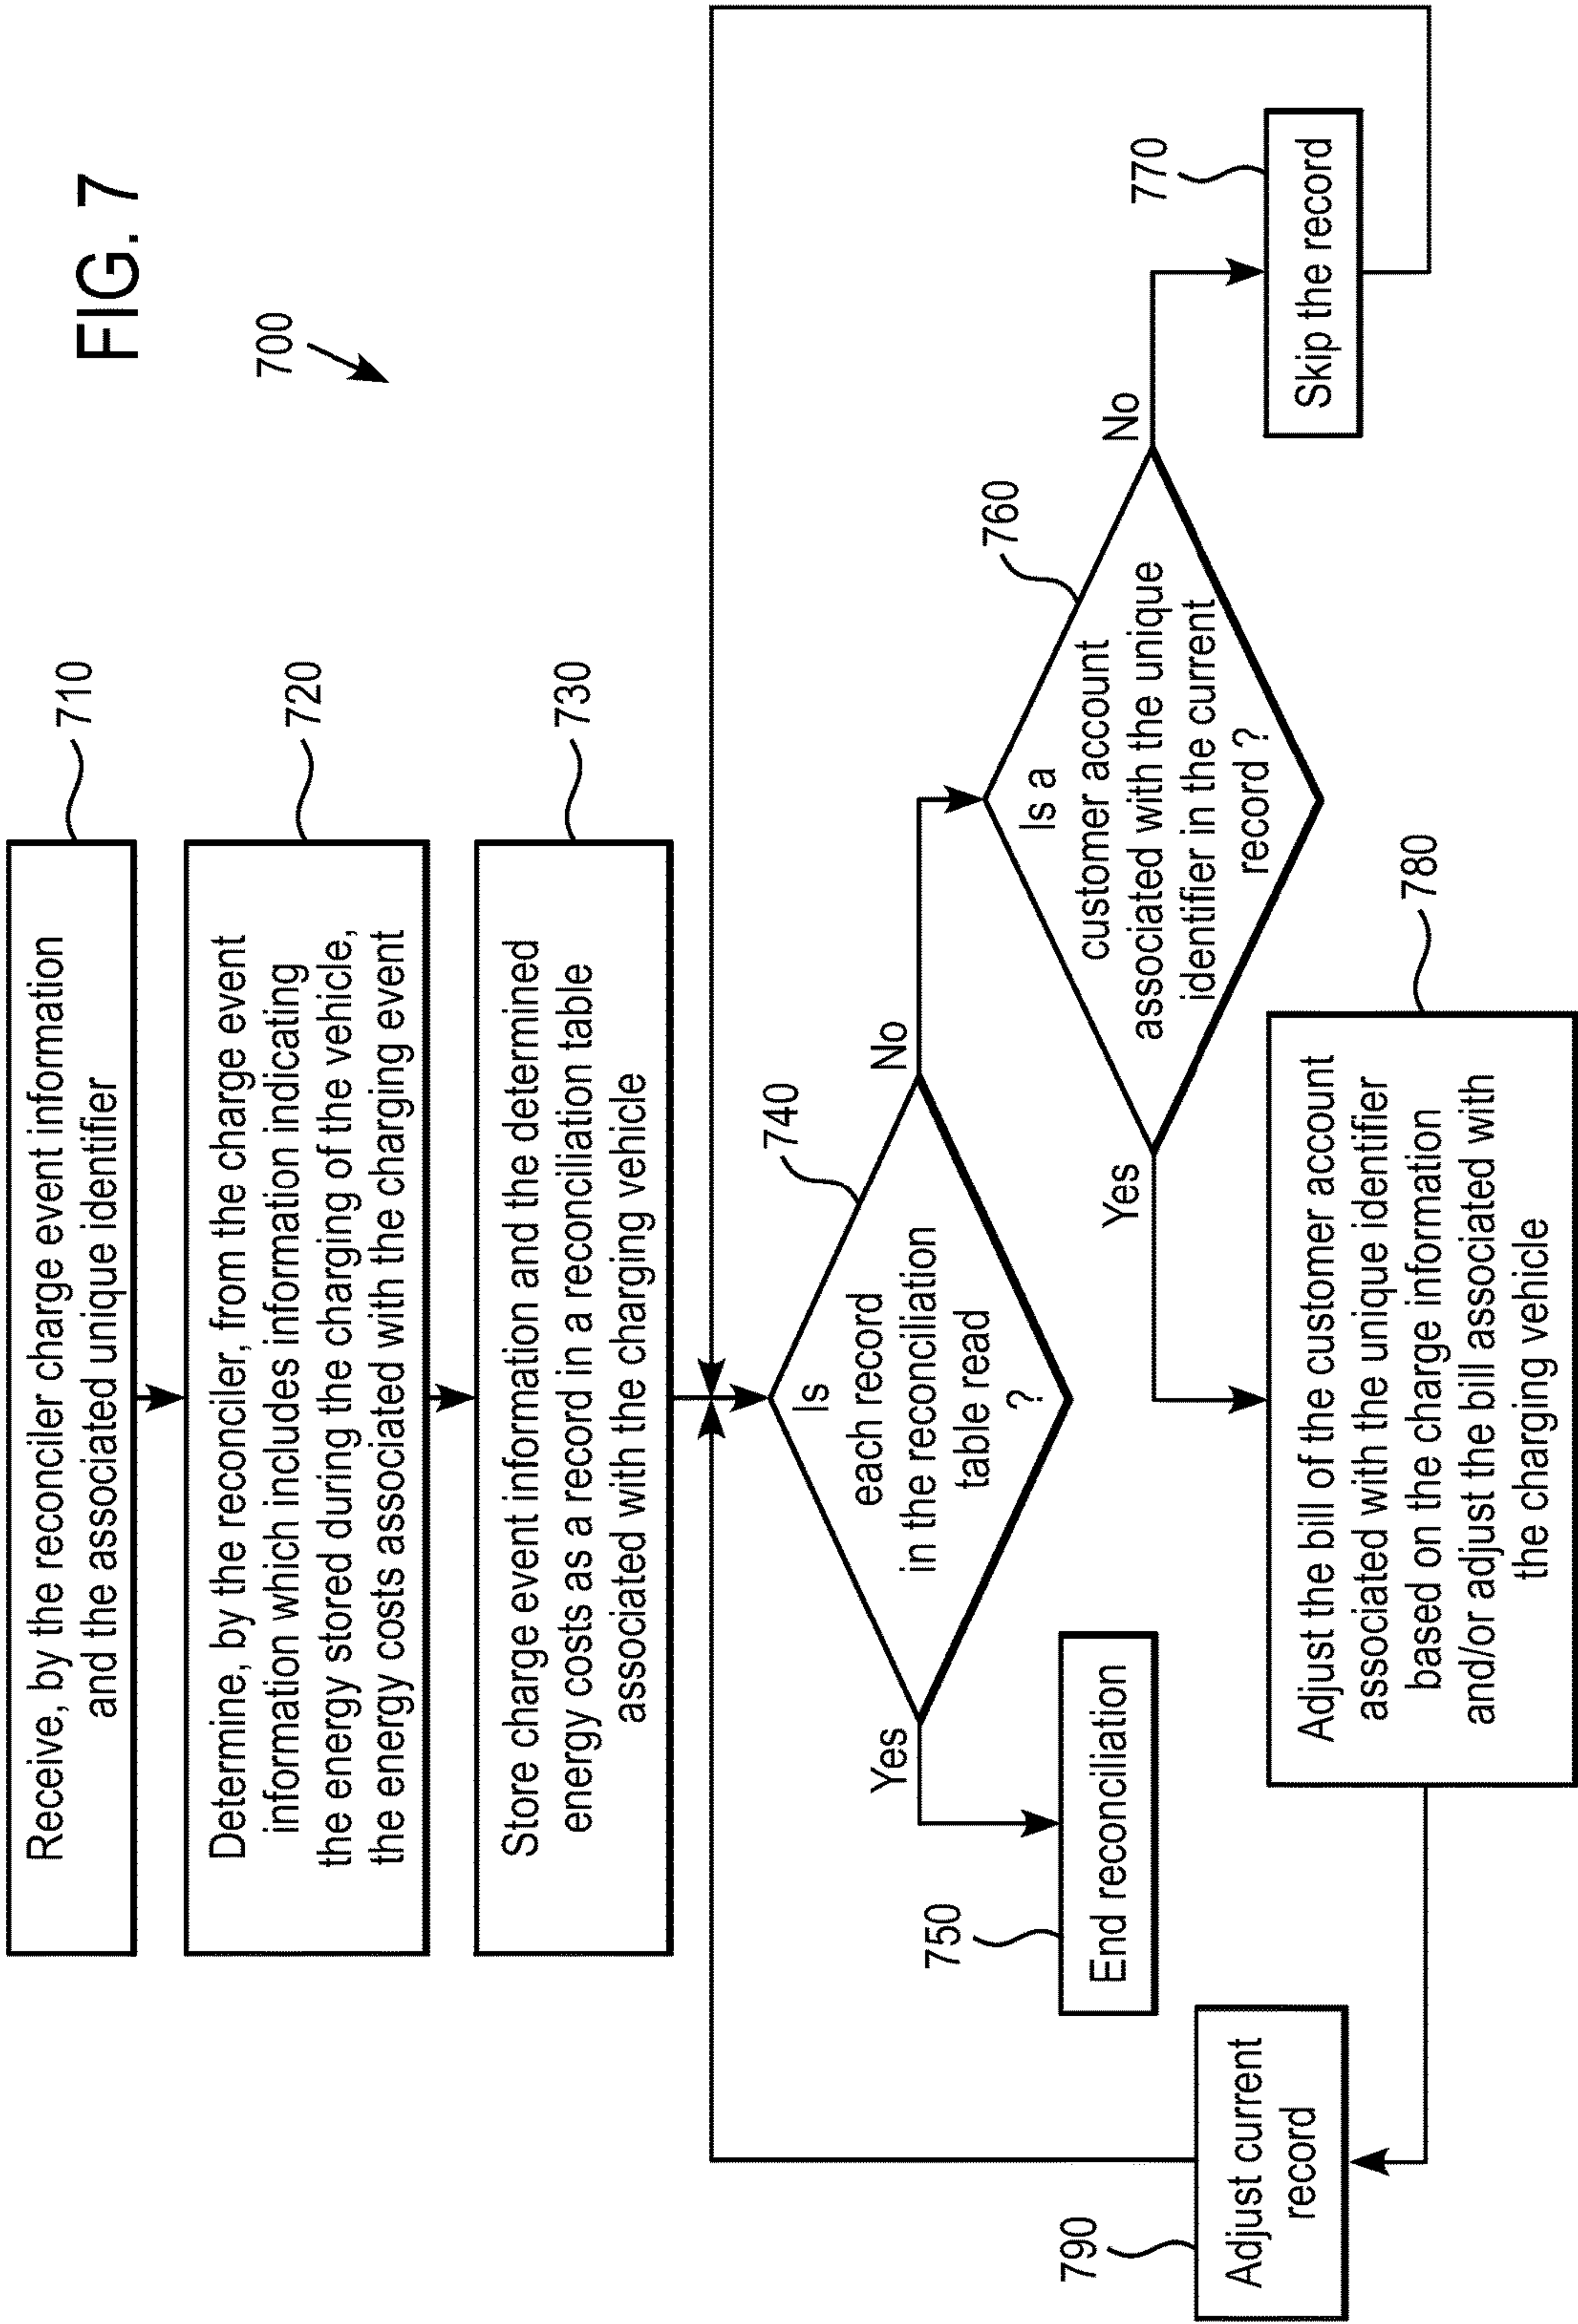 FIG. 7
700
Receive, by the reconciler charge event information
and the associated unique identifier
710
Determine, by the reconciler, from the charge event
information which includes information indicating
the energy stored during the charging of the vehicle,
the energy costs associated with the charging event
720
Store charge event information and the determined
energy costs as a record in a reconciliation table
associated with the charging vehicle
730
Is
each record
in the reconciliation
table read
?
740
Yes
No
End reconciliation
750
Is a
customer account
associated with the unique
identifier in the current
record ?
760
Yes
No
Skip the record
770
Adjust the bill of the customer account
associated with the unique identifier
based on the charge information
and/or adjust the bill associated with
the charging vehicle
780
Adjust current
record
790